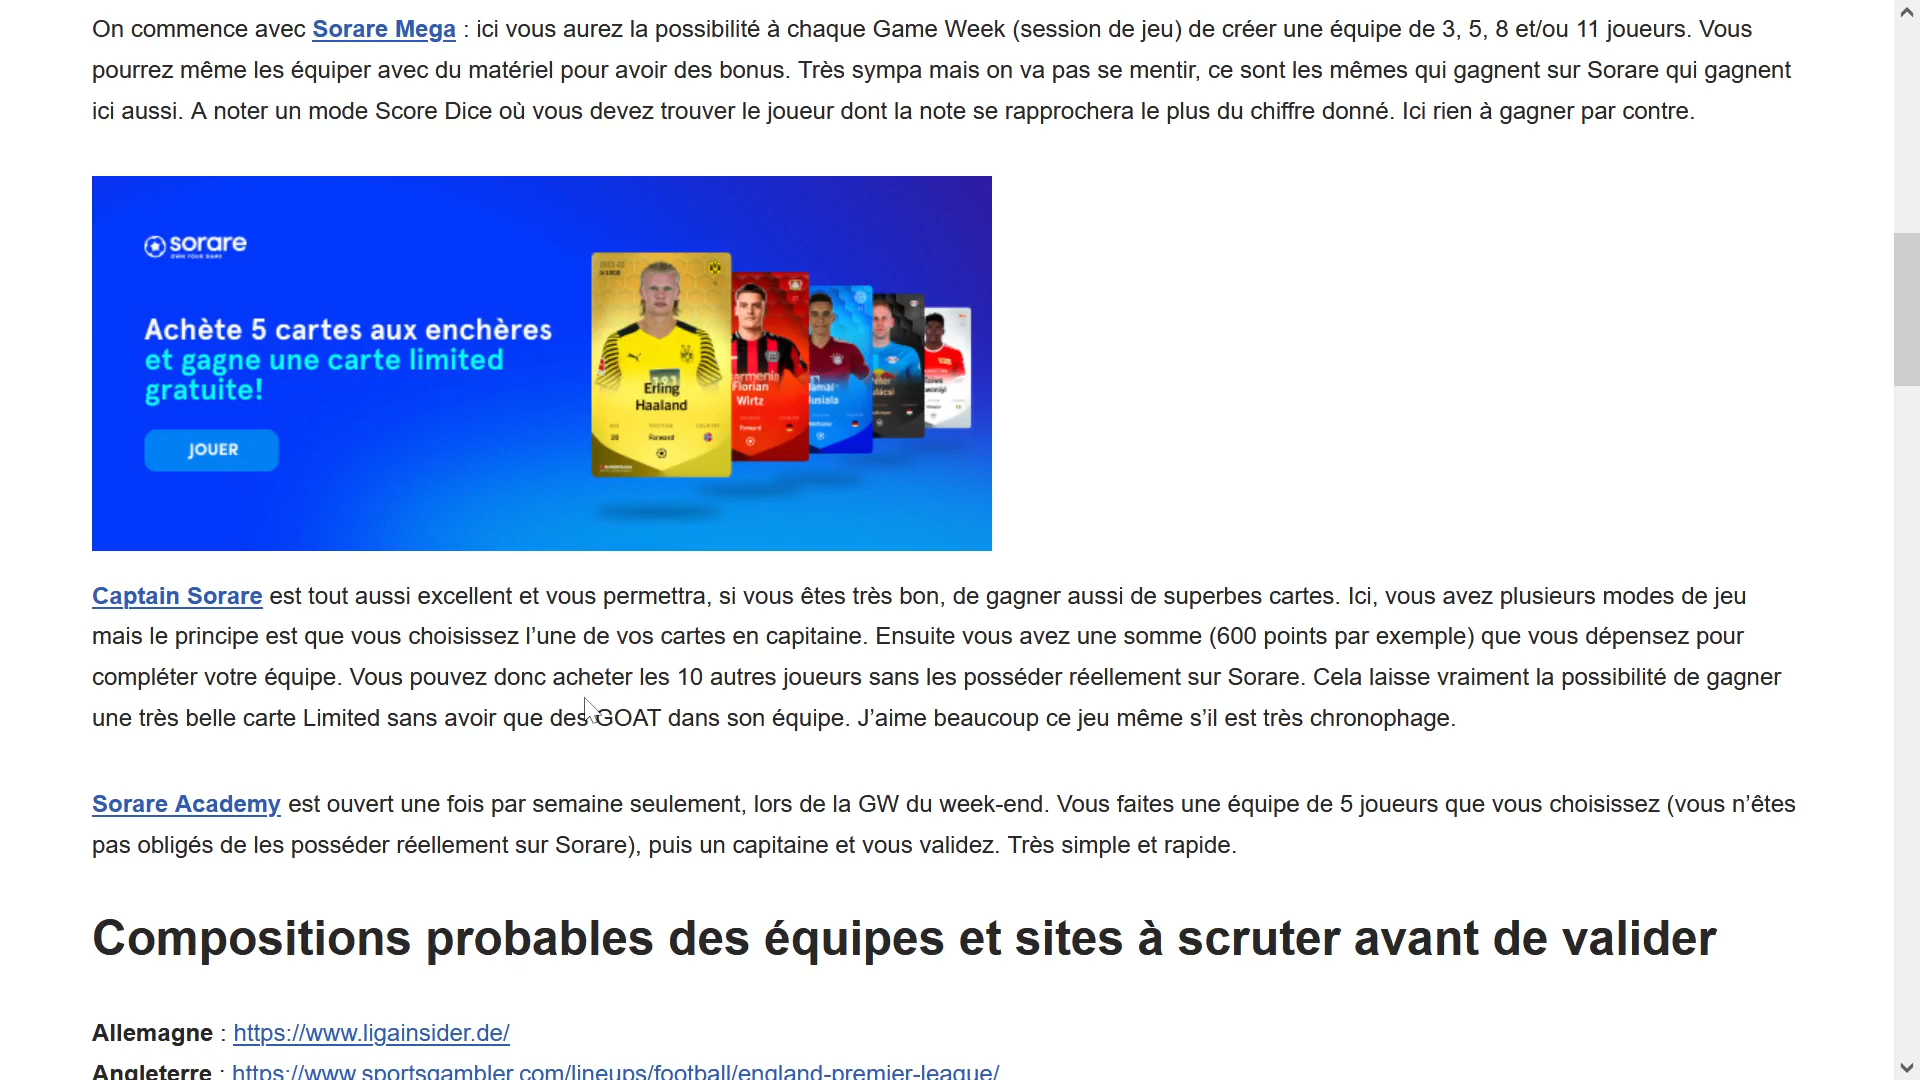 On commence avec Sorare Mega : ici vous aurez la possibilité à chaque Game Week (session de jeu) de créer une équipe de 3, 5, 8 et/ou 11 joueurs. Vous
pourrez même les équiper avec du matériel pour avoir des bonus. Très sympa mais on va pas se mentir, ce sont les mêmes qui gagnent sur Sorare qui gagnent
ici aussi. A noter un mode Score Dice où vous devez trouver le joueur dont la note se rapprochera le plus du chiffre donné. Ici rien à gagner par contre.
sorare
OWN YOUR GAME
Achète 5 cartes aux enchères
et gagne une carte limited
gratuite!
JOUER
Erling
Haaland
Forward
Florian
Wirtz
Forward
Captain Sorare est tout aussi excellent et vous permettra, si vous êtes très bon, de gagner aussi de superbes cartes. Ici, vous avez plusieurs modes de jeu
mais le principe est que vous choisissez l’une de vos cartes en capitaine. Ensuite vous avez une somme (600 points par exemple) que vous dépensez pour
compléter votre équipe. Vous pouvez donc acheter les 10 autres joueurs sans les posséder réellement sur Sorare. Cela laisse vraiment la possibilité de gagner
une très belle carte Limited sans avoir que des GOAT dans son équipe. J’aime beaucoup ce jeu même s’il est très chronophage.
Sorare Academy est ouvert une fois par semaine seulement, lors de la GW du week-end. Vous faites une équipe de 5 joueurs que vous choisissez (vous n’êtes
pas obligés de les posséder réellement sur Sorare), puis un capitaine et vous validez. Très simple et rapide.
Compositions probables des équipes et sites à scruter avant de valider
Allemagne : https://www.ligainsider.de/
Angleterre : https://www.sportsgambler.com/lineups/football/england-premier-league/